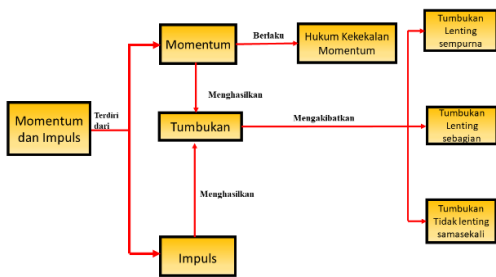 Momentum
dan Impuls
Terdiri
dari
Momentum
Berlaku
Hukum Kekekalan
Momentum
Menghasilkan
Tumbukan
Mengakibatkan
Menghasilkan
Impuls
Tumbukan
Lenting
sempurna
Tumbukan
Lenting
sebagian
Tumbukan
Tidak lenting
samasekali